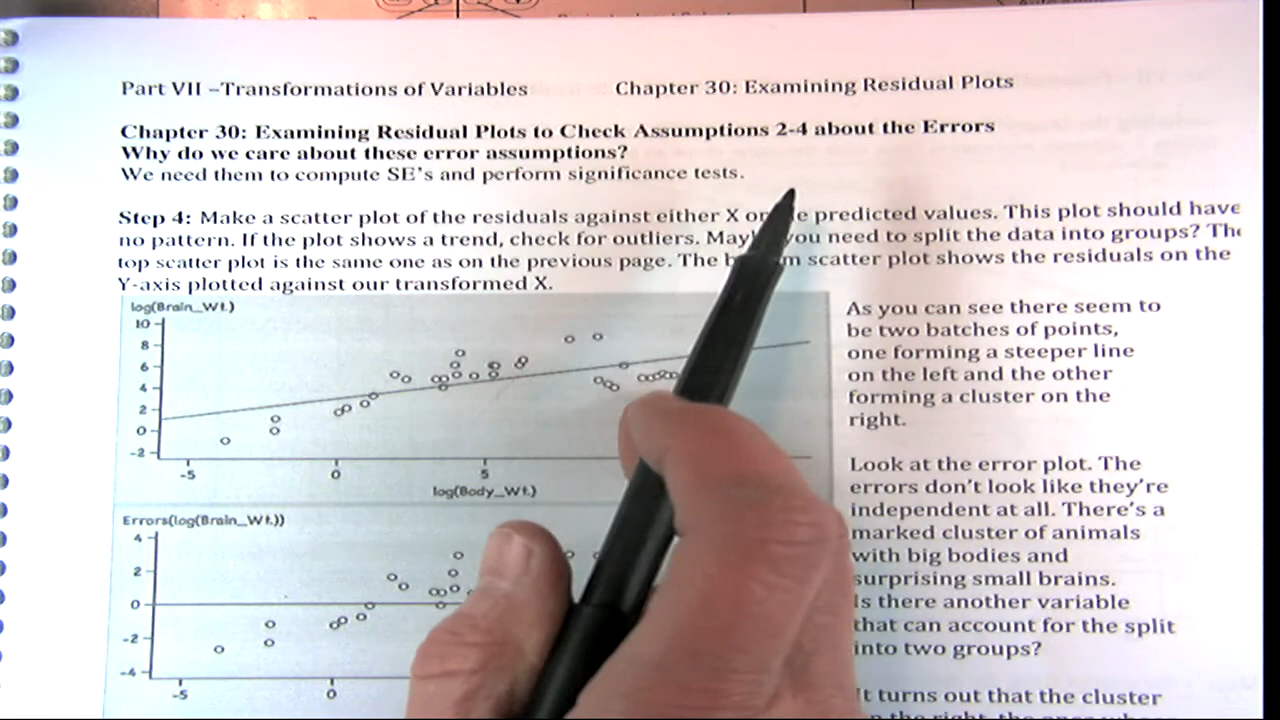 Part VII –Transformations of Variables Chapter 30: Examining Residual Plots
Chapter 30: Examining Residual Plots to Check Assumptions 2-4 about the Errors
Why do we care about these error assumptions?
We need them to compute SE's and perform significance tests.
Step 4: Make a scatter plot of the residuals against either X or predicted values. This plot should have
no pattern. If the plot shows a trend, check for outliers. you need to split the data into groups?
top scatter plot is the same one as on the previous page. The scatter plot shows the residuals on the
Y-axis plotted against our transformed X.
log(Brain_Wt.)
10
8
6
4
2
0
-2
-5 0 5
log(Body_Wt.)
Errors(log(Brain_Wt.))
4
2
0
-2
-4
-5 0
As you can see there seem to
be two batches of points,
one forming a steeper line
on the left and the other
forming a cluster on the
right.
Look at the error plot. The
errors don't look like they're
independent at all. There's a
marked cluster of animals
with big bodies and
surprising small brains.
Is there another variable
that can account for the split
into two groups?
It turns out that the cluster